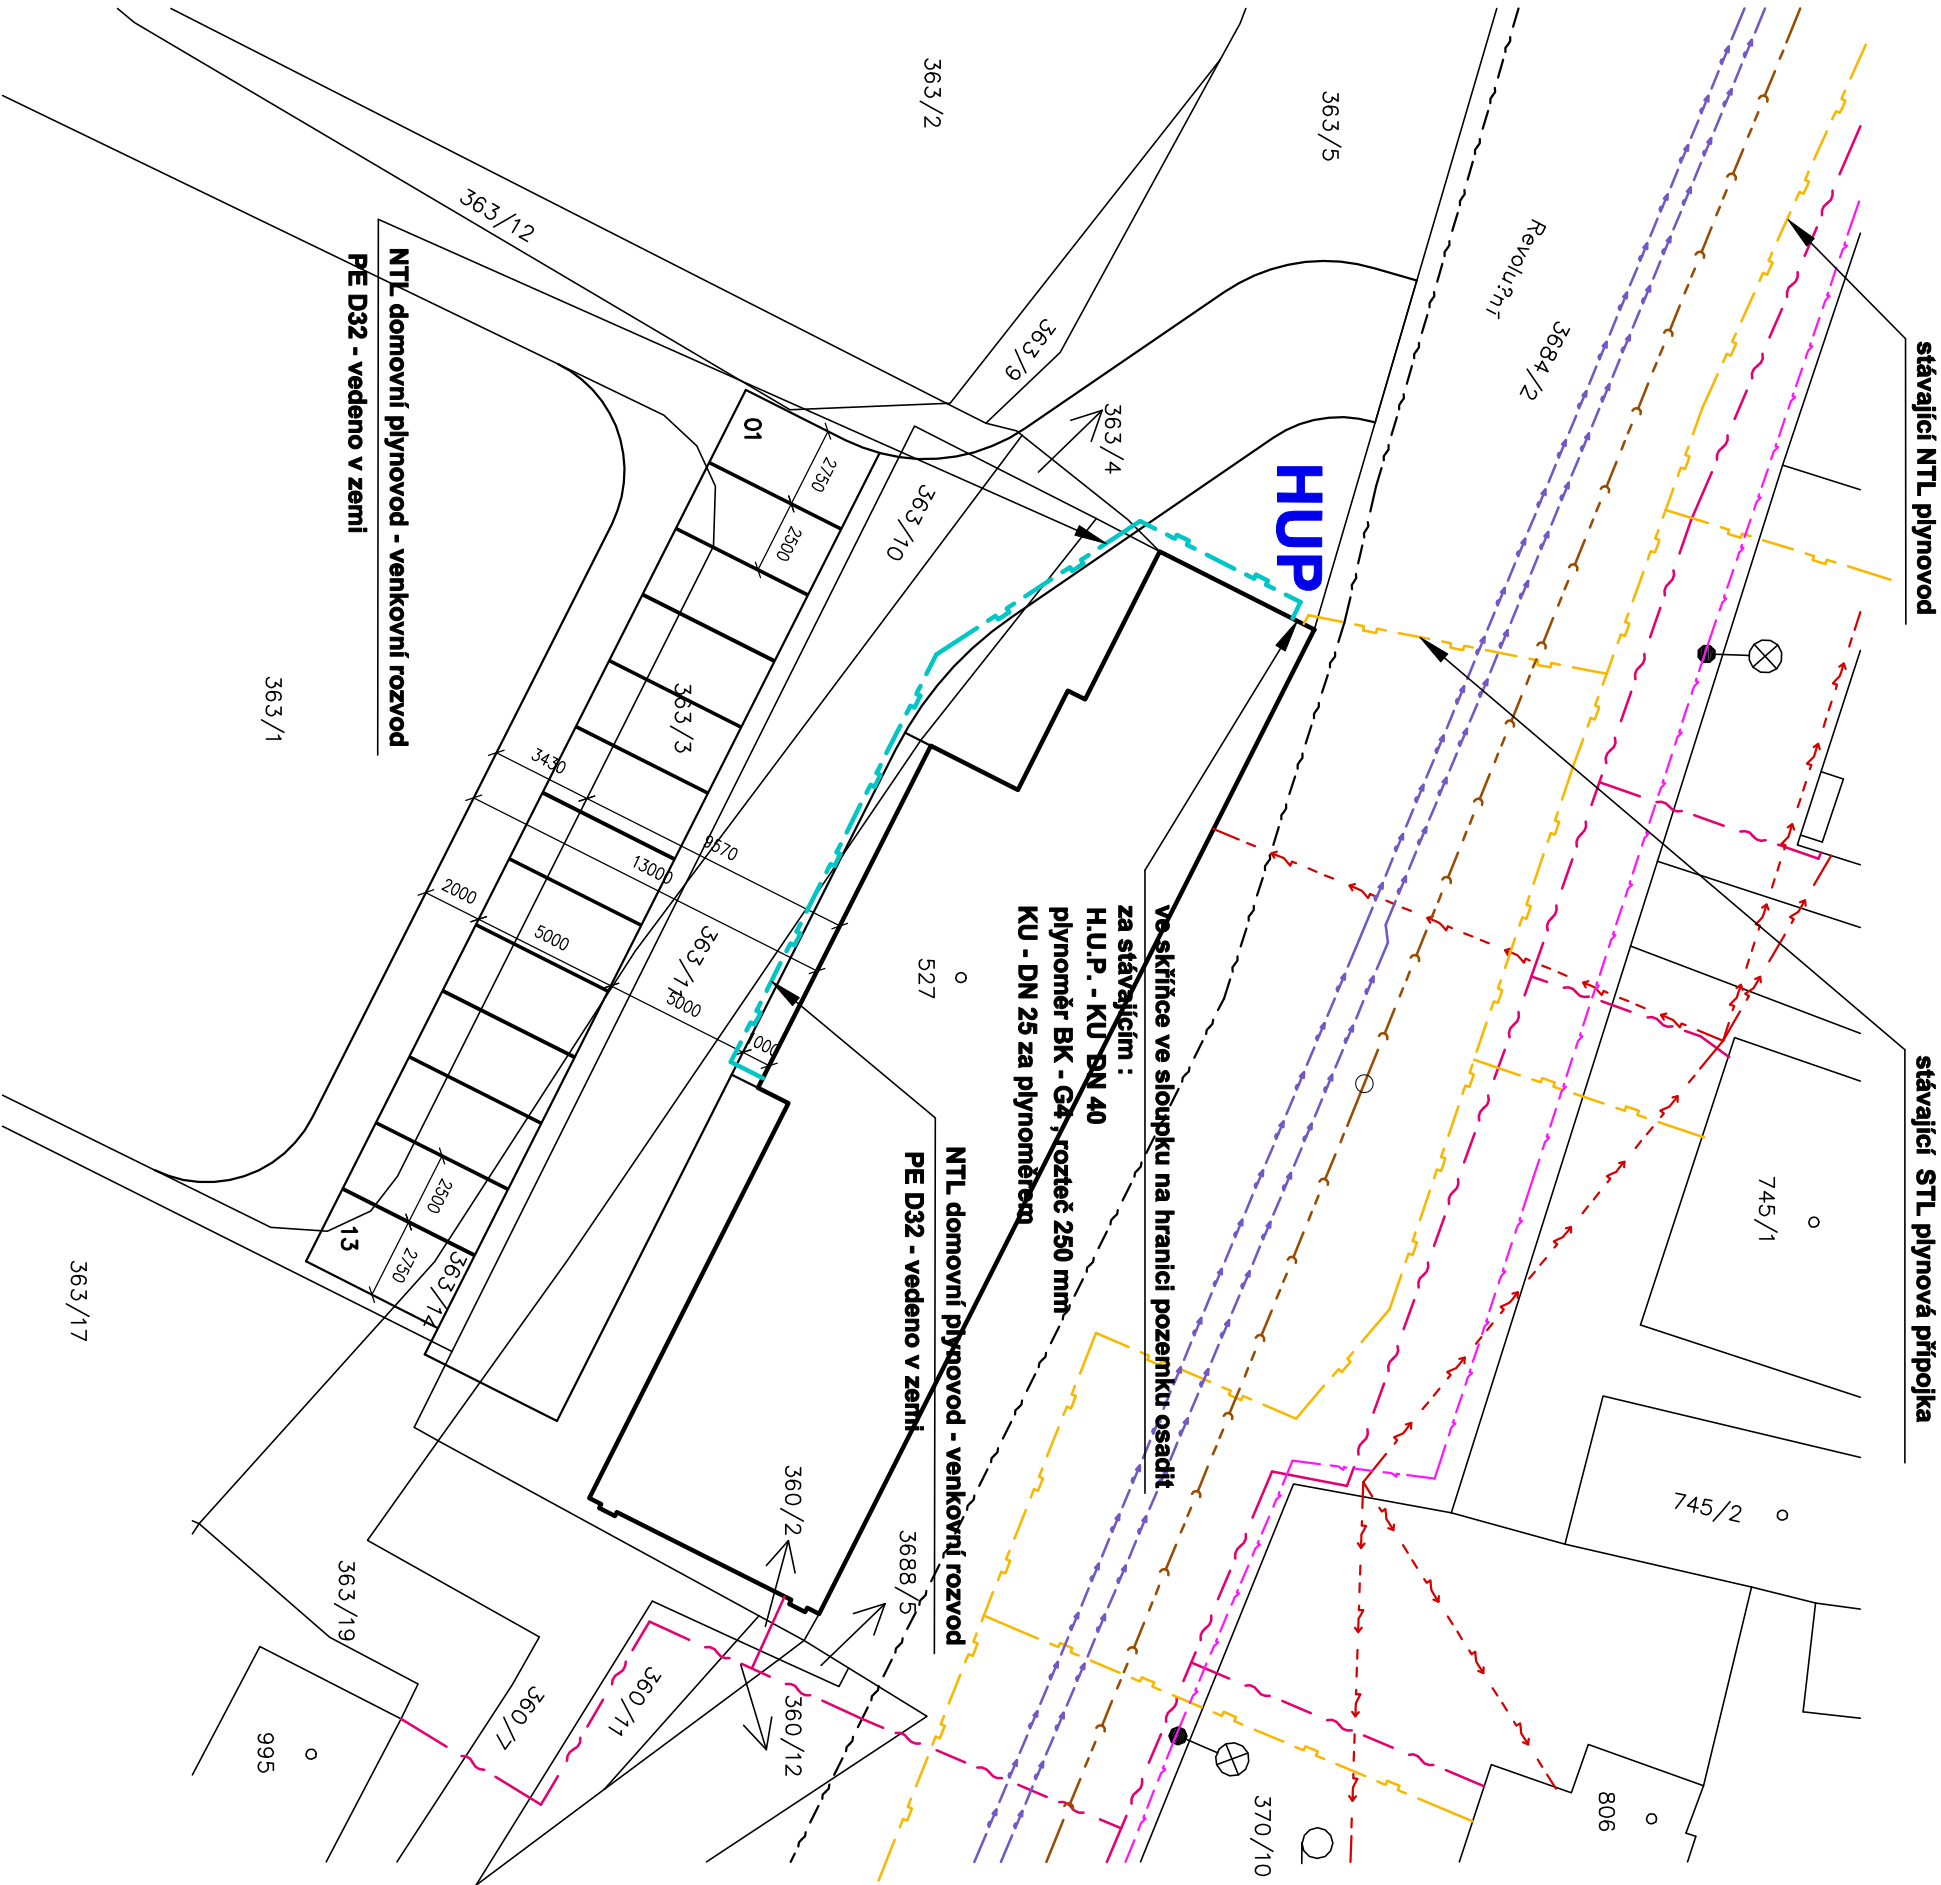 stávající NTL plynovod
stávající STL plynová přípojka
Revolu?ní
3684/2
363/5
363/2
363/12
363/9
363/4
HUP
363/10
01
2750
2500
363/3
363/1
NTL domovní plynovod - venkovní rozvod
PE D32 - vedeno v zemi
3430
9570
13000
2000
5000
5000
363/11
527
ve skříňce ve sloupku na hranici pozemku osadit
za stávajícím :
H.U.P. - KU DN 40
plynoměr BK - G4 , rozteč 250 mm
KU - DN 25 za plynoměrem
NTL domovní plynovod - venkovní rozvod
PE D32 - vedeno v zemi
2500
2750
13
363/14
363/17
745/1
745/2
360/2
3688/5
363/19
360/7
360/11
360/12
995
370/10
806